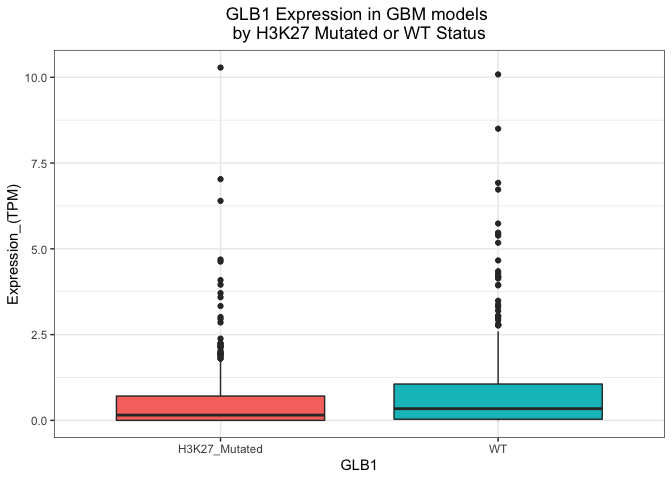 GLB1 Expression in GBM models
by H3K27 Mutated or WT Status
10.0
7.5
5.0
2.5
0.0
Expression_(TPM)
H3K27_Mutated
WT
GLB1